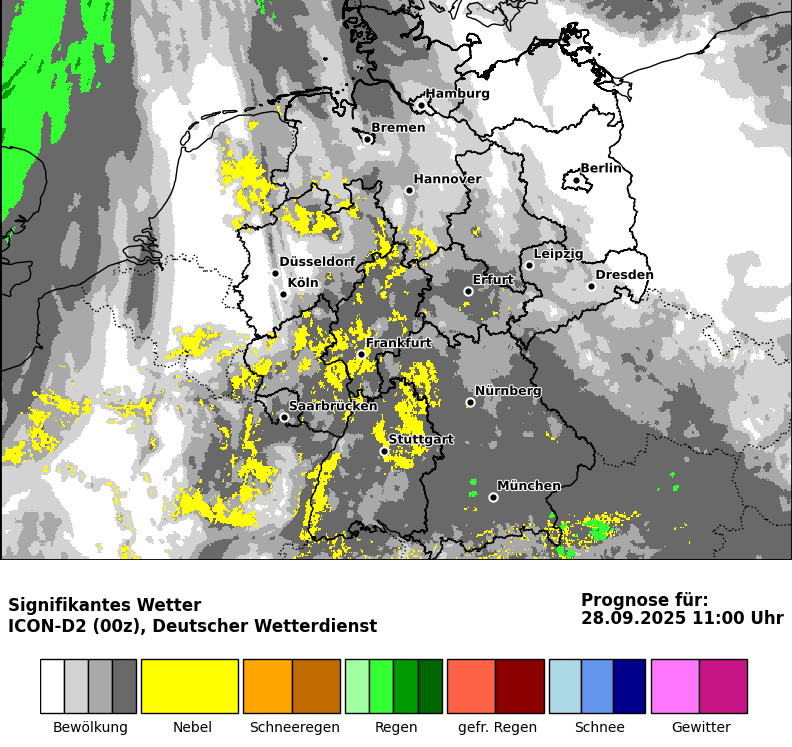 Hamburg
Bremen
Berlin
Hannover
Leipzig
Düsseldorf
Dresden
Köln
Erfurt
Frankfurt
Nürnberg
Saarbrücken
Stuttgart
München
Signifikantes Wetter
ICON-D2 (00z), Deutscher Wetterdienst
Prognose für:
28.09.2025 11:00 Uhr
Bewölkung
Nebel
Schneeregen
Regen
gefr. Regen
Schnee
Gewitter